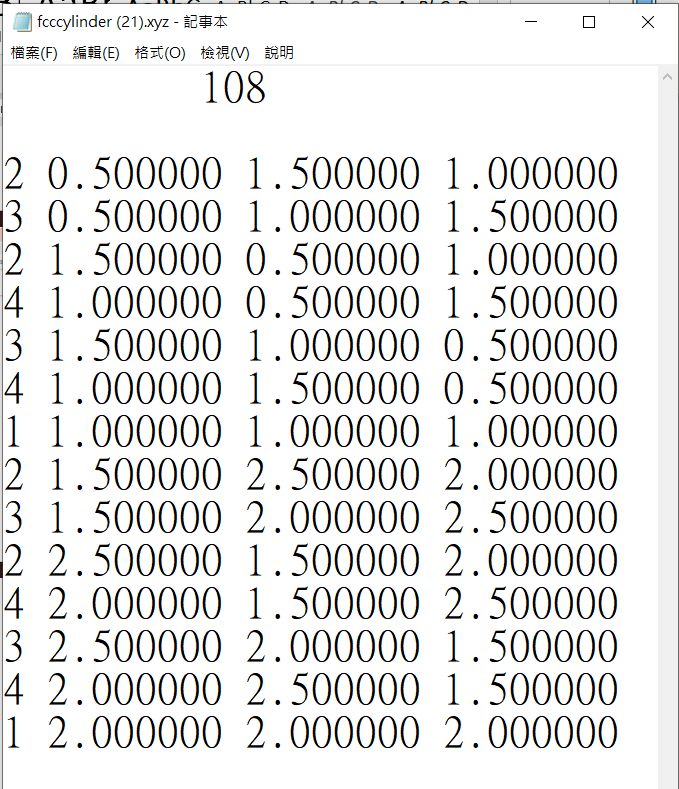 fcccylinder (21).xyz - 記事本
檔案(F) 編輯(E) 格式(O) 檢視(V) 說明
108
2 0.500000 1.500000 1.000000
3 0.500000 1.000000 1.500000
2 1.500000 0.500000 1.000000
4 1.000000 0.500000 1.500000
3 1.500000 1.000000 0.500000
4 1.000000 1.500000 0.500000
1 1.000000 1.000000 1.000000
2 1.500000 2.500000 2.000000
3 1.500000 2.000000 2.500000
2 2.500000 1.500000 2.000000
4 2.000000 1.500000 2.500000
3 2.500000 2.000000 1.500000
4 2.000000 2.500000 1.500000
1 2.000000 2.000000 2.000000